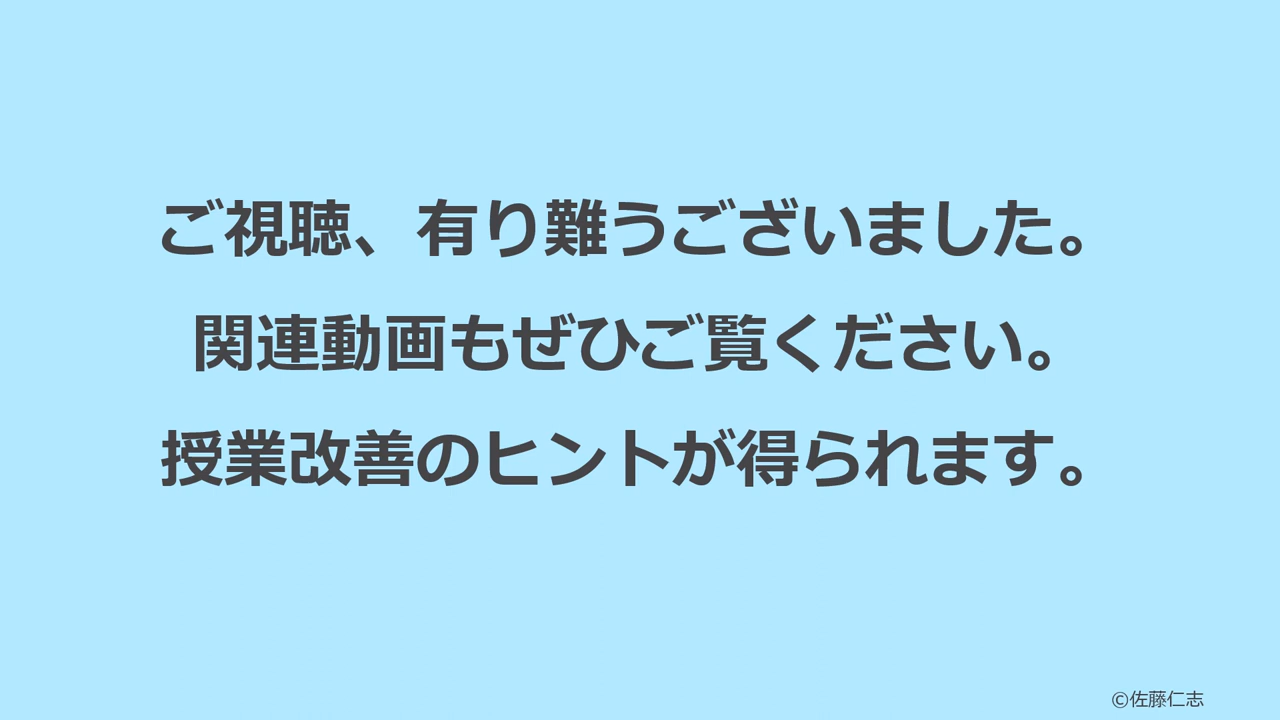 ご視聴、有り難うございました。
関連動画もぜひご覧ください。
授業改善のヒントが得られます。
©佐藤仁志